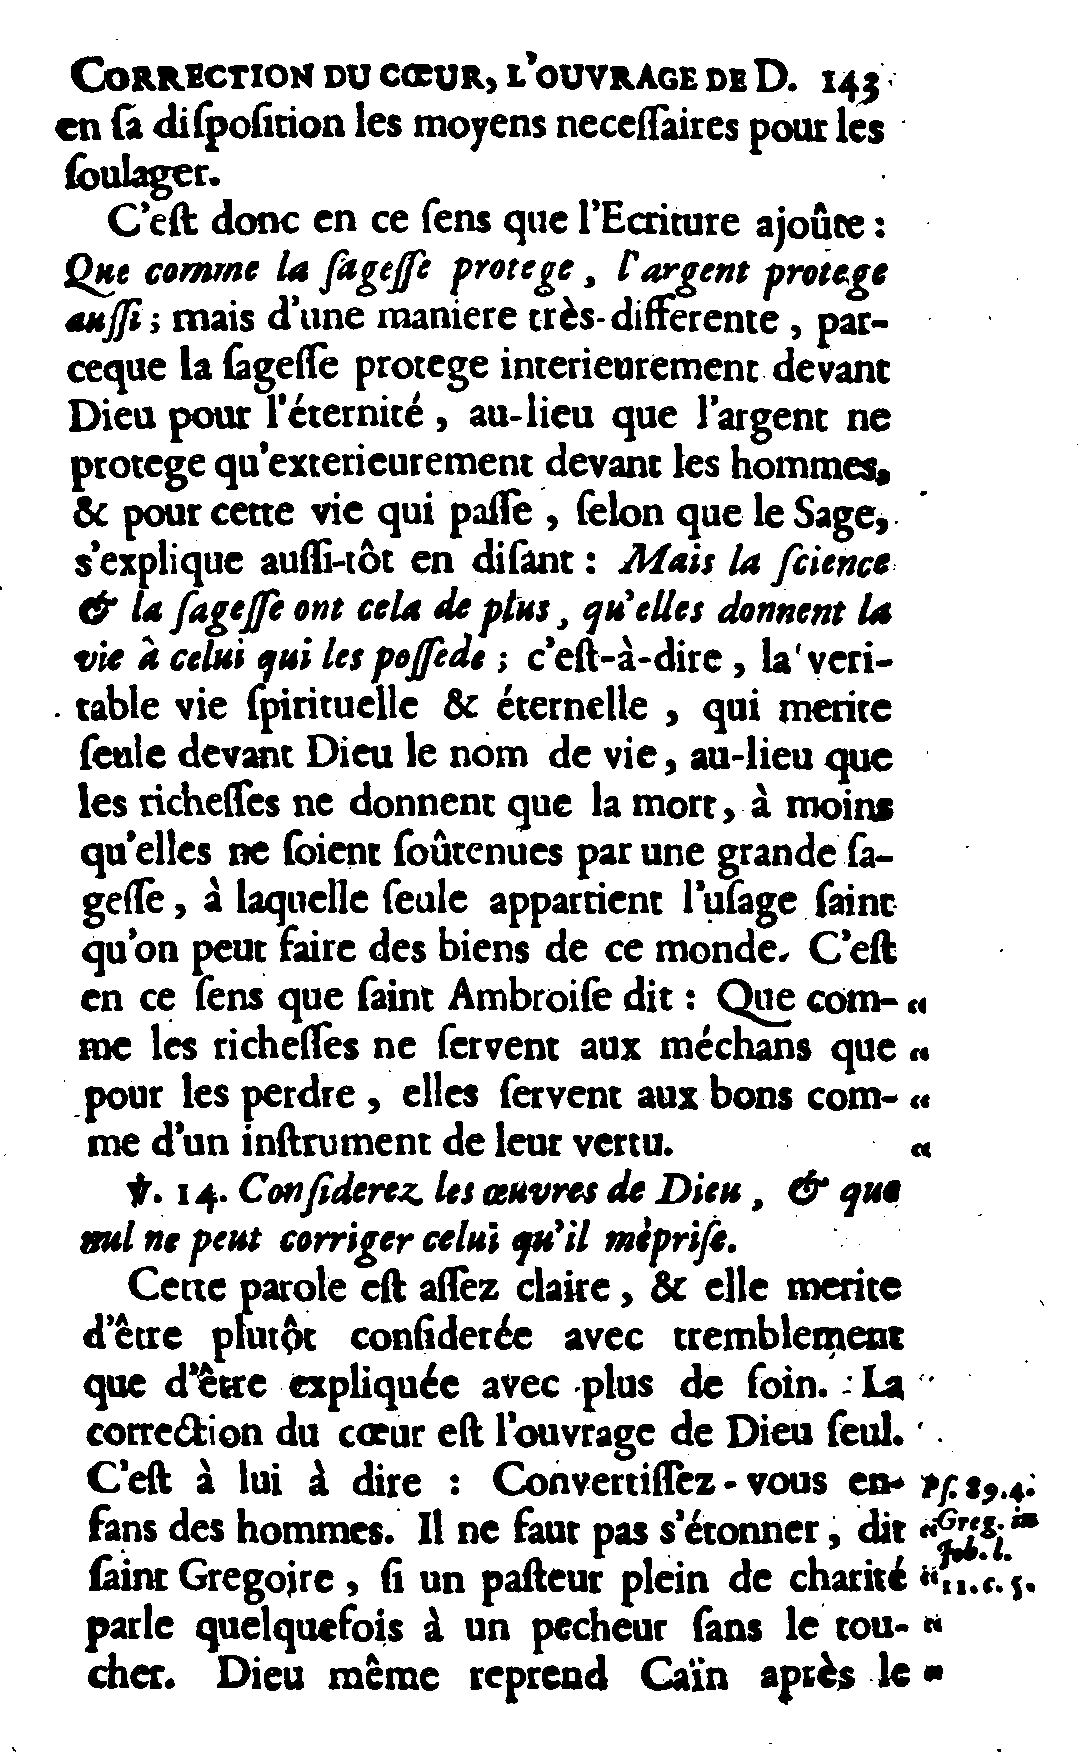 CORRECTION DU CŒUR, L'OUVRAGE DE D. 143
en ſa diſpoſition les moyens neceſſaires pour les
ſoulager.
C'eſt donc en ce ſens que l'Ecriture ajoûte :
Que comme la ſageſſe protege , l'argent protege
auſſi ; mais d'une maniere très-differente , par-
ceque la ſageſſe protege interieurement devant
Dieu pour l'éternité , au-lieu que l'argent ne
protege qu'exterieurement devant les hommes,
& pour cette vie qui paſſe , ſelon que le Sage,
s'explique auſſi-tôt en diſant : Mais la ſcience
& la ſageſſe ont cela de plus , qu'elles donnent la
vie à celui qui les poſſede ; c'eſt-à-dire , la veri-
table vie ſpirituelle & éternelle , qui merite
ſeule devant Dieu le nom de vie , au-lieu que
les richeſſes ne donnent que la mort , à moins
qu'elles ne ſoient ſoûtenues par une grande ſa-
geſſe , à laquelle ſeule appartient l'uſage ſaint
qu'on peut faire des biens de ce monde. C'eſt
en ce ſens que ſaint Ambroiſe dit : Que com- “
me les richeſſes ne ſervent aux méchans que “
pour les perdre , elles ſervent aux bons com- “
me d'un inſtrument de leur vertu. “
℣. 14. Conſiderez les œuvres de Dieu , & que
nul ne peut corriger celui qu'il mépriſe.
Cette parole eſt aſſez claire , & elle merite
d'être plutôt conſiderée avec tremblement
que d'être expliquée avec plus de ſoin. La
correction du cœur eſt l'ouvrage de Dieu ſeul.
C'eſt à lui à dire : Convertiſſez-vous en- Pſ. 89.4.
fans des hommes. Il ne faut pas s'étonner , dit “ Greg. in
Job. l.
ſaint Gregoire , ſi un paſteur plein de charité “ 11. c. 5.
parle quelquefois à un pecheur ſans le tou- “
cher. Dieu même reprend Caïn après le “